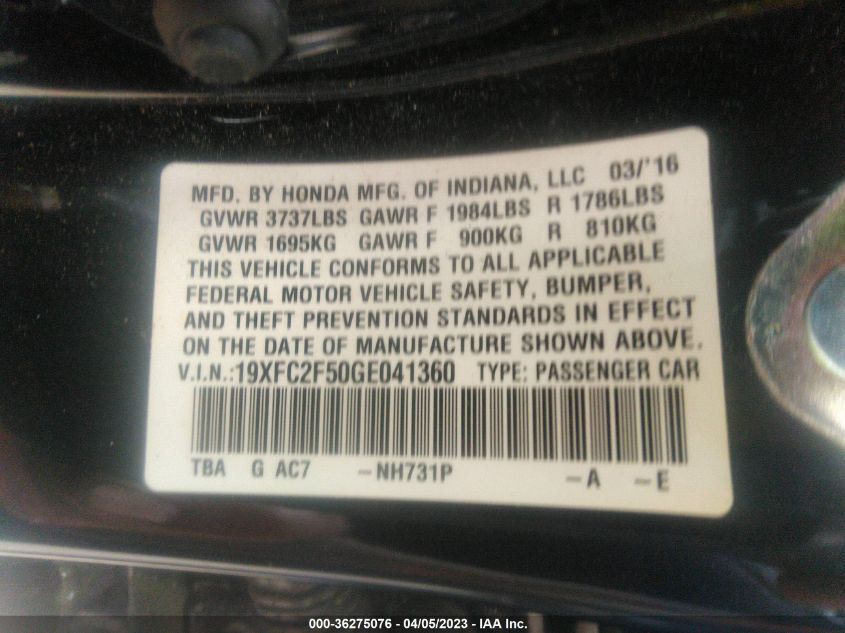 MFD. BY HONDA MFG. OF INDIANA, LLC 03/'16
GVWR 3737LBS GAWR F 1984LBS R 1786LBS
GVWR 1695KG GAWR F 900KG R 810KG
THIS VEHICLE CONFORMS TO ALL APPLICABLE
FEDERAL MOTOR VEHICLE SAFETY, BUMPER,
AND THEFT PREVENTION STANDARDS IN EFFECT
ON THE DATE OF MANUFACTURE SHOWN ABOVE.
V.I.N.:19XFC2F50GE041360 TYPE: PASSENGER CAR
TBA G AC7 -NH731P -A -E
000-36275076 - 04/05/2023 - IAA Inc.